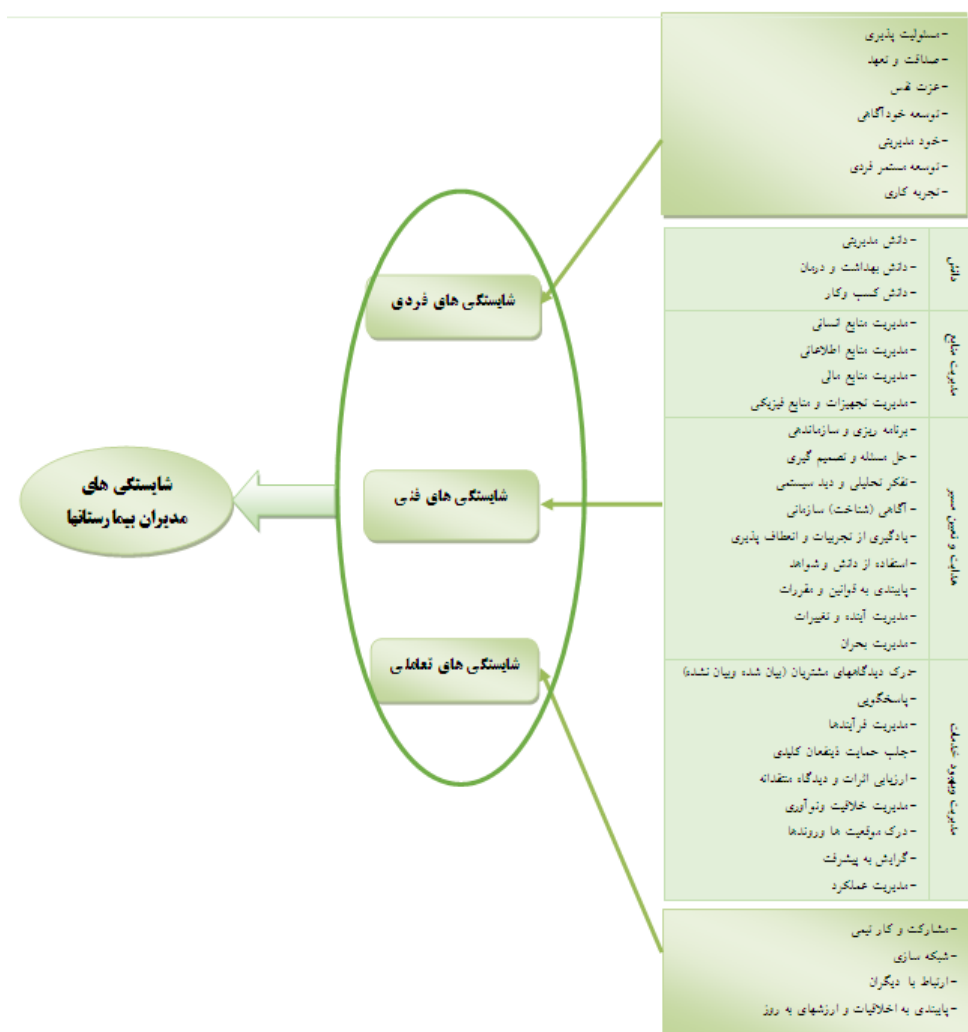 -مسئولیت پذیری
-صداقت و تعهد
-عزت نفس
-توسعه خودآگاهی
-خود مدیریتی
-توسعه مستمر فردی
-تجربه کاری
دانش
-دانش مدیریتی
-دانش بهداشت و درمان
-دانش کسب وکار
مدیریت منابع
-مدیریت منابع انسانی
-مدیریت منابع اطلاعاتی
-مدیریت منابع مالی
-مدیریت تجهیزات و منابع فیزیکی
هدایت و تعیین مسیر
-برنامه ریزی و سازماندهی
-حل مسئله و تصمیم گیری
-تفکر تحلیلی و دید سیستمی
-آگاهی (شناخت) سازمانی
-یادگیری از تجربیات و انعطاف پذیری
-استفاده از دانش و شواهد
-پایبندی به قوانین و مقررات
-مدیریت آینده و تغییرات
-مدیریت بحران
مدیریت وبهبود خدمات
-درک دیدگاههای مشتریان (بیان شده وبیان نشده)
-پاسخگویی
-مدیریت فرآیندها
-جلب حمایت ذینفعان کلیدی
-ارزیابی اثرات و دیدگاه منتقدانه
-مدیریت خلاقیت ونوآوری
-درک موقعیت ها وروندها
-گرایش به پیشرفت
-مدیریت عملکرد
-مشارکت و کار تیمی
-شبکه سازی
-ارتباط با دیگران
-پایبندی به اخلاقیات و ارزشهای به روز
شایستگی های فردی
شایستگی های فنی
شایستگی های تعاملی
شایستگی های
مدیران بیمارستانها